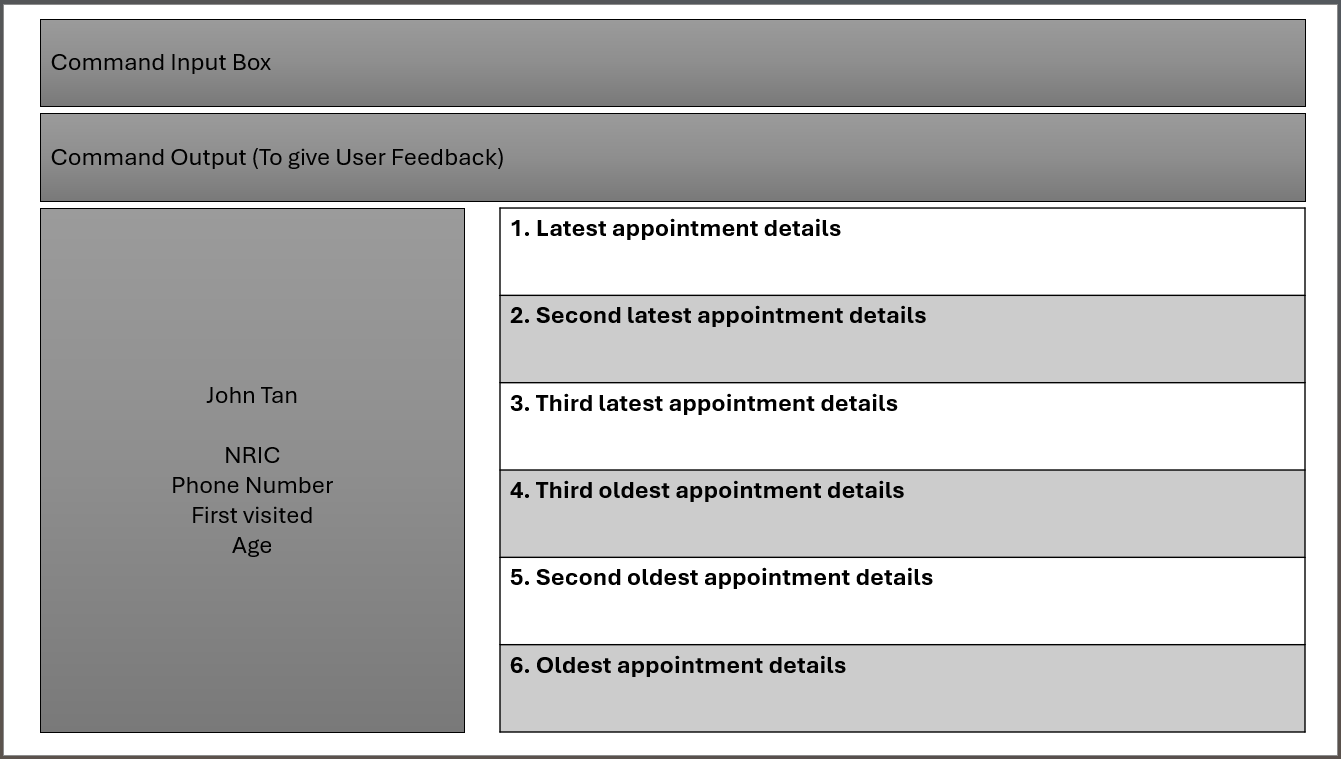 Command Input Box
Command Output (To give User Feedback)
John Tan
NRIC
Phone Number
First visited
Age
1. Latest appointment details
2. Second latest appointment details
3. Third latest appointment details
4. Third oldest appointment details
5. Second oldest appointment details
6. Oldest appointment details